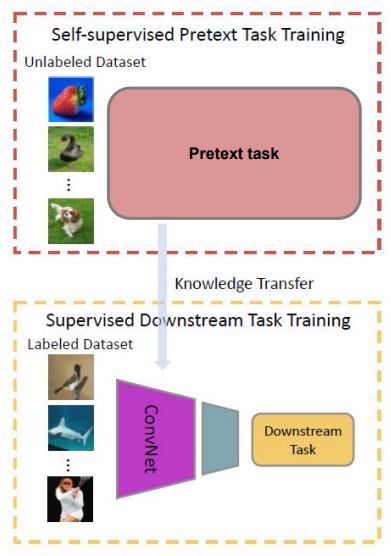 Self-supervised Pretext Task Training
Unlabeled Dataset
Pretext task
...
Knowledge Transfer
Supervised Downstream Task Training
Labeled Dataset
ConvNet
Downstream
Task
...